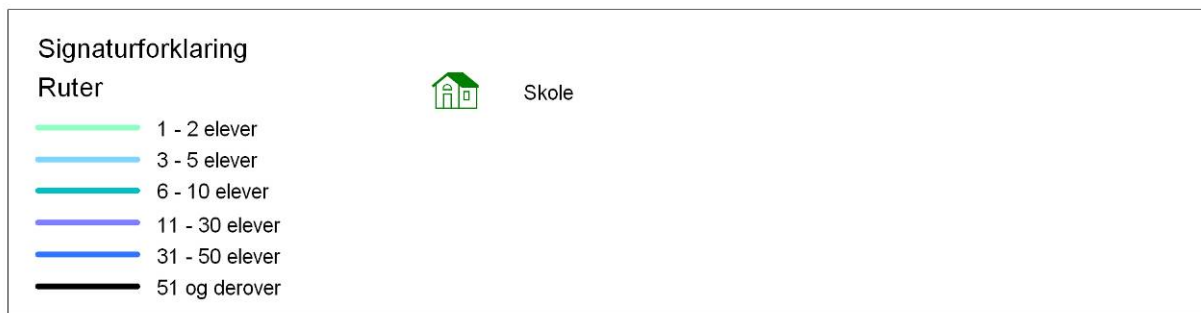 Signaturforklaring
Ruter
Skole
1 - 2 elever
3 - 5 elever
6 - 10 elever
11 - 30 elever
31 - 50 elever
51 og derover